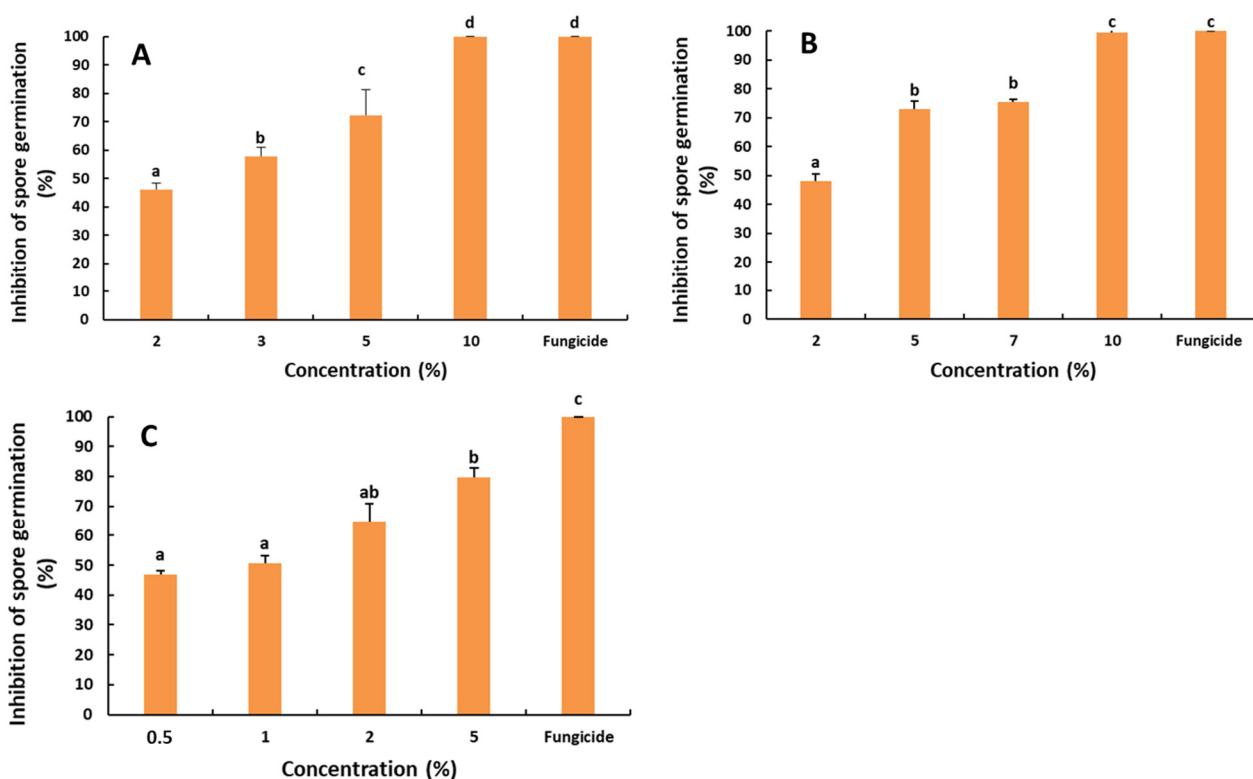 A
Inhibition of spore germination
(%)
100
90
80
70
60
50
40
30
20
10
0
a
b
c
d
d
2
3
5
10
Fungicide
Concentration (%)
B
Inhibition of spore germination
(%)
100
90
80
70
60
50
40
30
20
10
0
a
b
b
c
c
2
5
7
10
Fungicide
Concentration (%)
C
Inhibition of spore germination
(%)
100
90
80
70
60
50
40
30
20
10
0
a
a
ab
b
c
0.5
1
2
5
Fungicide
Concentration (%)